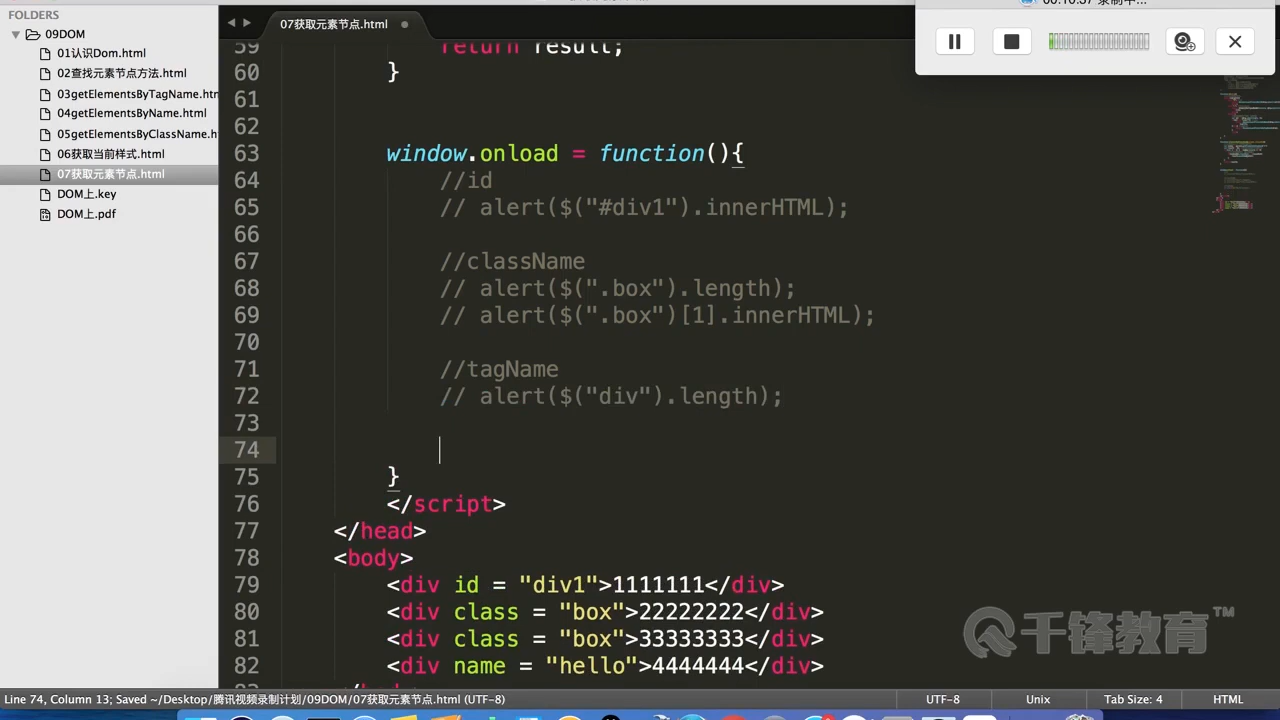 FOLDERS
09DOM
01认识Dom.html
02查找元素节点方法.html
03getElementsByTagName.htm
04getElementsByName.html
05getElementsByClassName.h
06获取当前样式.html
07获取元素节点.html
DOM上.key
DOM上.pdf
07获取元素节点.html
59 return result;
60 }
61
62
63 window.onload = function(){
64 //id
65 // alert($("#div1").innerHTML);
66
67 //className
68 // alert($(".box").length);
69 // alert($(".box")[1].innerHTML);
70
71 //tagName
72 // alert($("div").length);
73
74
75 }
76 </script>
77 </head>
78 <body>
79 <div id = "div1">1111111</div>
80 <div class = "box">22222222</div>
81 <div class = "box">33333333</div>
82 <div name = "hello">4444444</div>
千锋教育™
Line 74, Column 13; Saved ~/Desktop/腾讯视频录制计划/09DOM/07获取元素节点.html (UTF-8)
UTF-8
Unix
Tab Size: 4
HTML